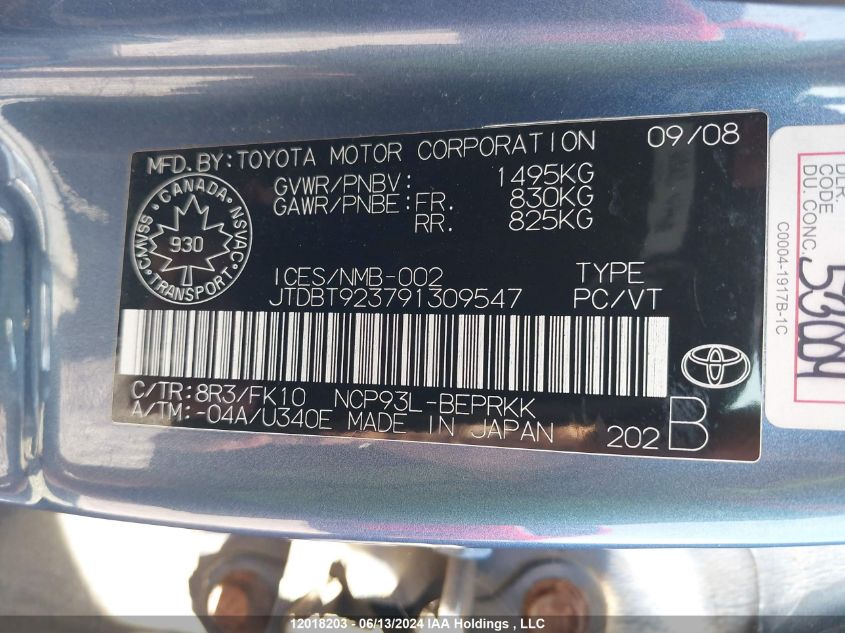 MFD. BY: TOYOTA MOTOR CORPORATION 09/08
GVWR/PNBV: 1495KG
GAWR/PNBE: FR. 830KG
RR. 825KG
CANADA
CMVSS NSVAC
930
TRANSPORT
ICES/NMB-002 TYPE
JTDBT923791309547 PC/VT
C/TR: 8R3/FK10 NCP93L-BEPRKK
A/TM: -04A/U340E MADE IN JAPAN
202 B
DLR.
CODE
DU. CONC.
53004
C0004-1917B-1C
12018203 - 06/13/2024 IAA Holdings, LLC